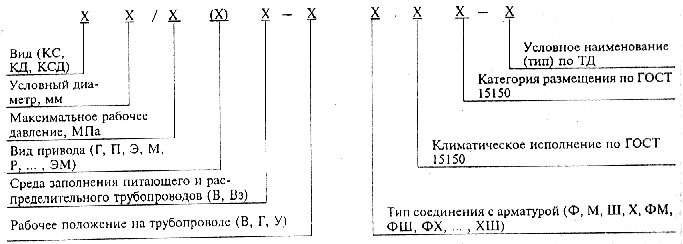 X X / X (X) X – X X . X X – X
Вид (КС,
КД, КСД)
Условный диа-
метр, мм
Максимальное рабочее
давление, МПа
Вид привода (Г, П, Э, М,
Р, ... , ЭМ)
Среда заполнения питающего и рас-
пределительного трубопроводов (В, Вз)
Рабочее положение на трубопроводе (В, Г, У)
Условное наименование
(тип) по ТД
Категория размещения по ГОСТ
15150
Климатическое исполнение по ГОСТ
15150
Тип соединения с арматурой (Ф, М, Ш, Х, ФМ,
ФШ, ФХ, ... , ХШ)